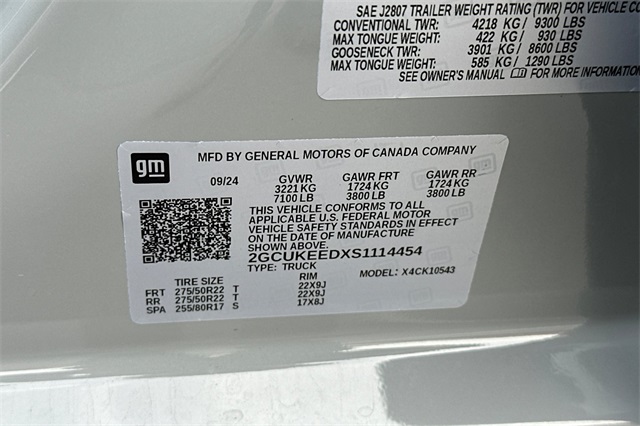 SAE J2807 TRAILER WEIGHT RATING (TWR) FOR VEHICLE
CONVENTIONAL TWR: 4218 KG / 9300 LBS
MAX TONGUE WEIGHT: 422 KG / 930 LBS
GOOSENECK TWR: 3901 KG / 8600 LBS
MAX TONGUE WEIGHT: 585 KG / 1290 LBS
SEE OWNER'S MANUAL FOR MORE INFORMATION
gm MFD BY GENERAL MOTORS OF CANADA COMPANY
09/24 GVWR GAWR FRT GAWR RR
3221 KG 1724 KG 1724 KG
7100 LB 3800 LB 3800 LB
THIS VEHICLE CONFORMS TO ALL
APPLICABLE U.S. FEDERAL MOTOR
VEHICLE SAFETY STANDARDS IN EFFECT
ON THE DATE OF MANUFACTURE
SHOWN ABOVE
2GCUKEEDXS1114454
TYPE: TRUCK MODEL: X4CK10543
TIRE SIZE RIM
FRT 275/50R22 T 22X9J
RR 275/50R22 T 22X9J
SPA 255/80R17 S 17X8J